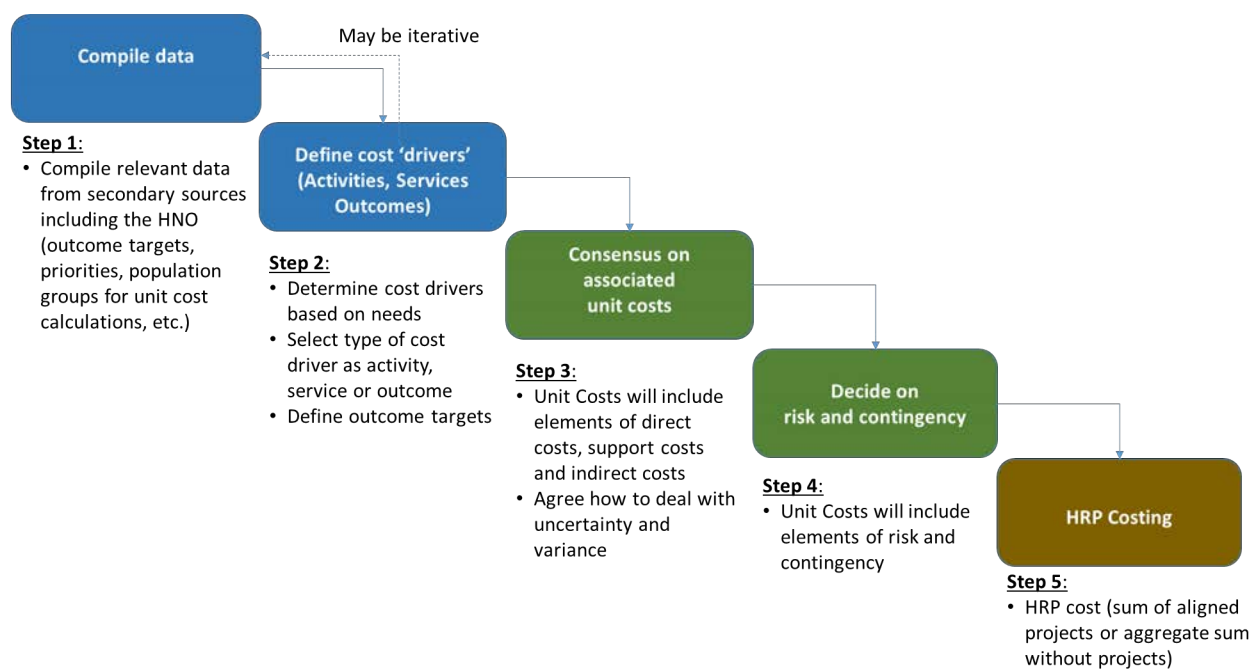 May be iterative
Compile data
Step 1:
• Compile relevant data
from secondary sources
including the HNO
(outcome targets,
priorities, population
groups for unit cost
calculations, etc.)
Define cost ‘drivers’
(Activities, Services
Outcomes)
Step 2:
• Determine cost drivers
based on needs
• Select type of cost
driver as activity,
service or outcome
• Define outcome targets
Consensus on
associated
unit costs
Step 3:
• Unit Costs will include
elements of direct
costs, support costs
and indirect costs
• Agree how to deal with
uncertainty and
variance
Decide on
risk and contingency
Step 4:
• Unit Costs will include
elements of risk and
contingency
HRP Costing
Step 5:
• HRP cost (sum of aligned
projects or aggregate sum
without projects)